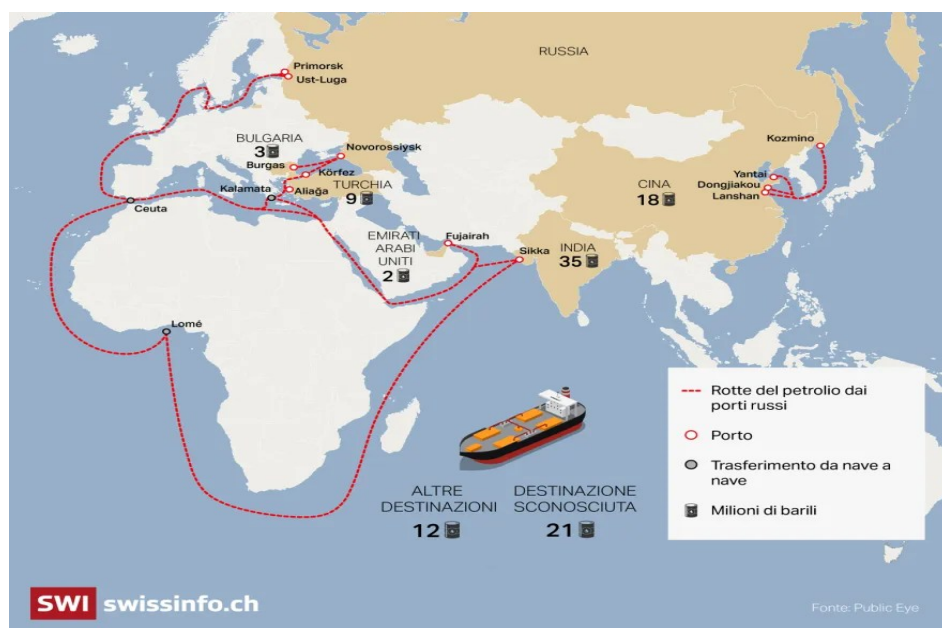 RUSSIA
Primorsk
Ust-Luga
BULGARIA
3
Burgas
Novorossiysk
Körfez
Kalamata
Aliağa
TURCHIA
9
Ceuta
Kozmino
Yantai
Dongjiakou
Lanshan
CINA
18
EMIRATI
ARABI
UNITI
2
Fujairah
Sikka
INDIA
35
Lomé
Rotte del petrolio dai
porti russi
Porto
Trasferimento da nave a
nave
Milioni di barili
ALTRE
DESTINAZIONI
12
DESTINAZIONE
SCONOSCIUTA
21
SWI swissinfo.ch
Fonte: Public Eye